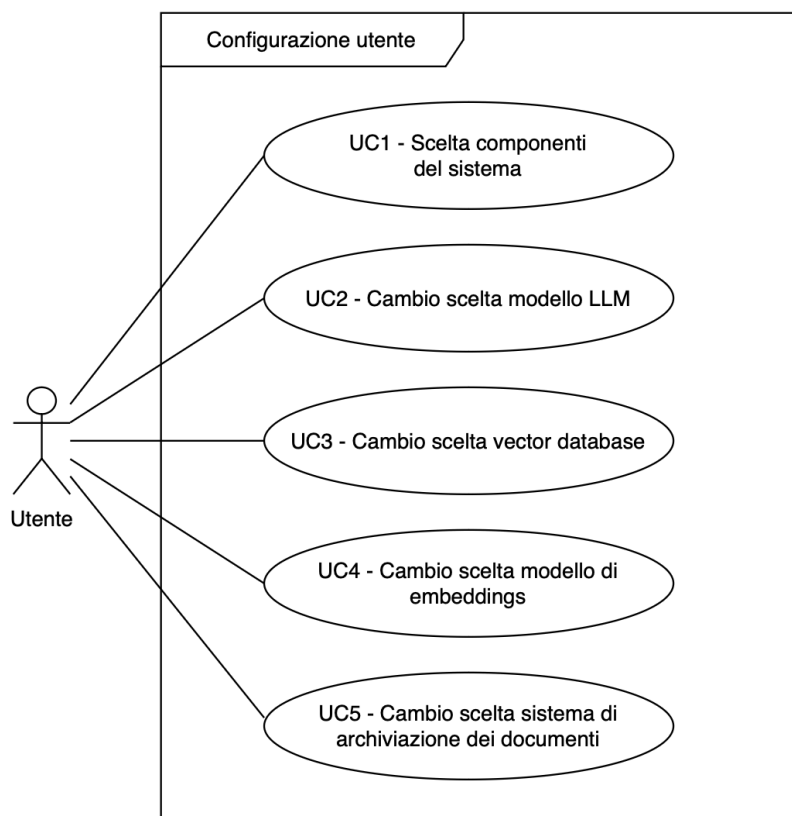 Configurazione utente
UC1 - Scelta componenti
del sistema
UC2 - Cambio scelta modello LLM
UC3 - Cambio scelta vector database
Utente
UC4 - Cambio scelta modello di
embeddings
UC5 - Cambio scelta sistema di
archiviazione dei documenti